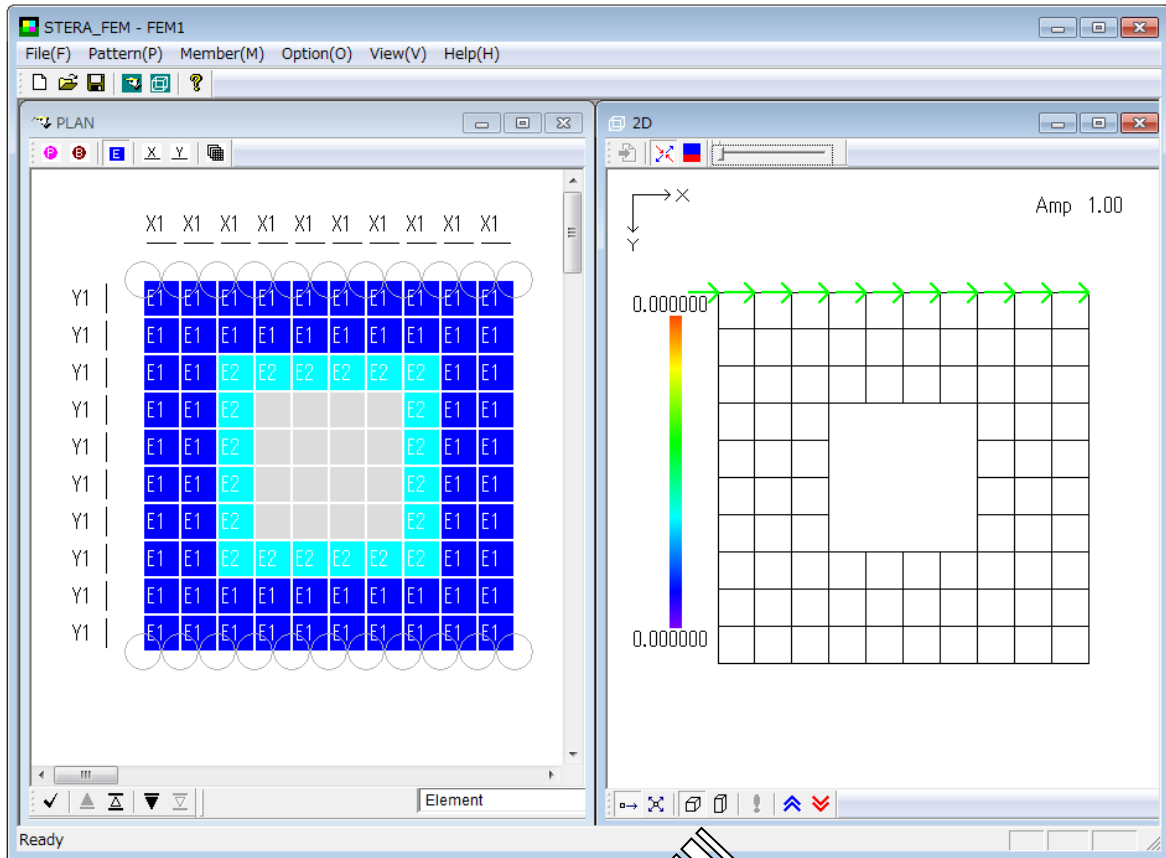 STERA_FEM - FEM1
File(F) Pattern(P) Member(M) Option(O) View(V) Help(H)
PLAN
P B E X Y
X1 X1 X1 X1 X1 X1 X1 X1 X1 X1
Y1 E1 E1 E1 E1 E1 E1 E1 E1 E1 E1
Y1 E1 E1 E1 E1 E1 E1 E1 E1 E1 E1
Y1 E1 E1 E2 E2 E2 E2 E2 E2 E1 E1
Y1 E1 E1 E2 E2 E1 E1
Y1 E1 E1 E2 E2 E1 E1
Y1 E1 E1 E2 E2 E1 E1
Y1 E1 E1 E2 E2 E1 E1
Y1 E1 E1 E2 E2 E2 E2 E2 E2 E1 E1
Y1 E1 E1 E1 E1 E1 E1 E1 E1 E1 E1
Y1 E1 E1 E1 E1 E1 E1 E1 E1 E1 E1
Element
2D
X
Y
Amp 1.00
0.000000
0.000000
Ready